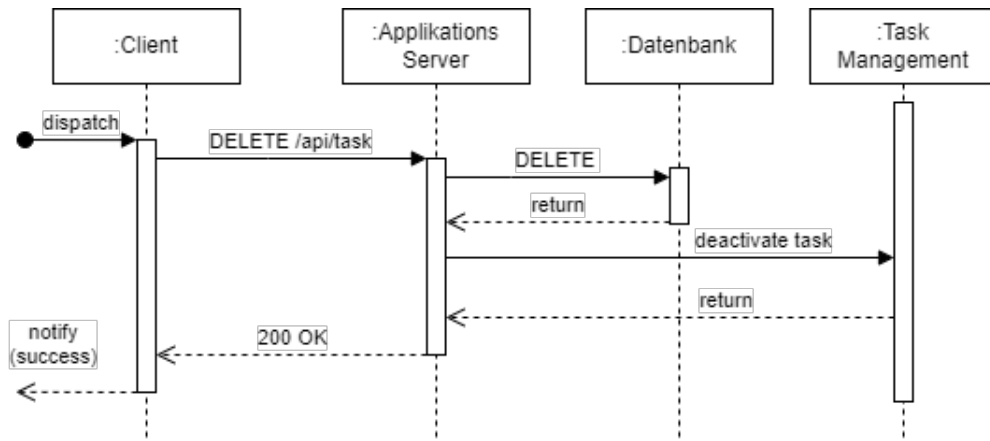 :Client
:Applikations
Server
:Datenbank
:Task
Management
dispatch
DELETE /api/task
DELETE
return
deactivate task
return
200 OK
notify
(success)